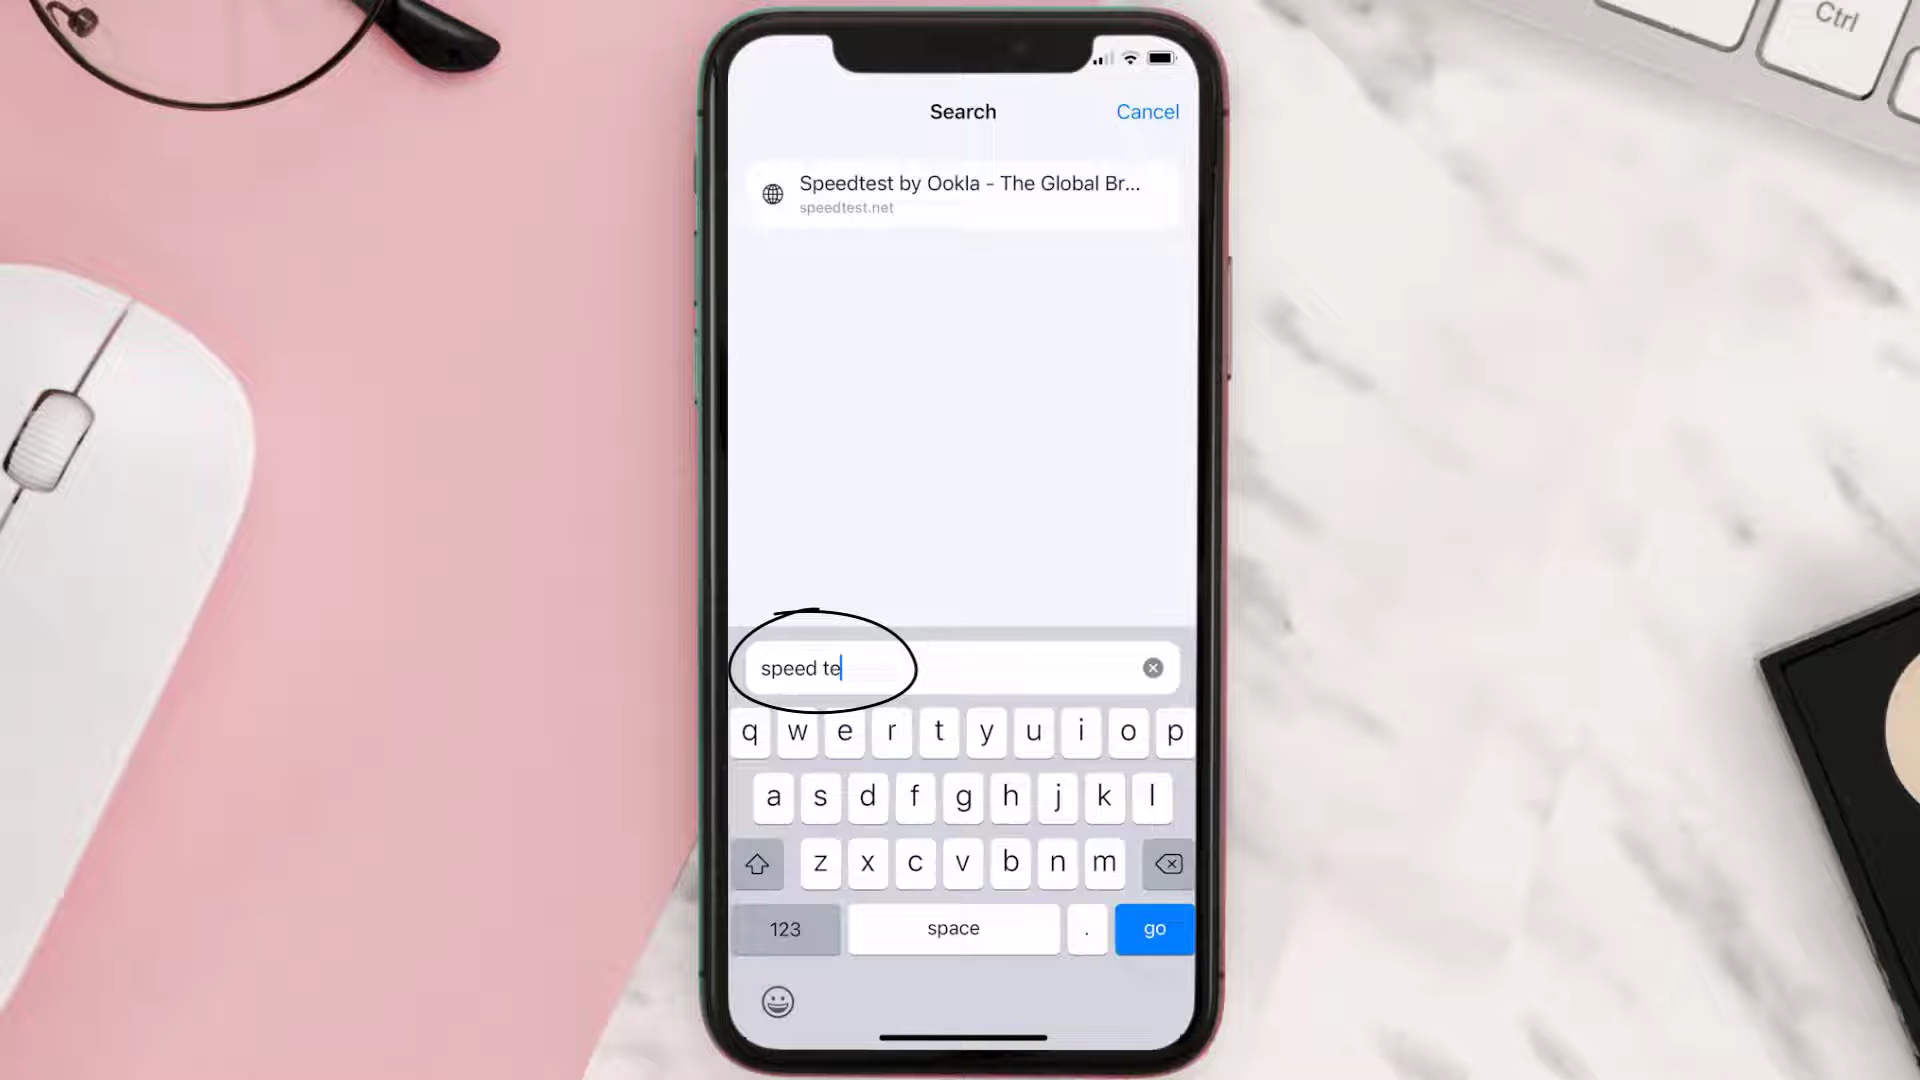 Ctrl
Search
Cancel
Speedtest by Ookla - The Global Br...
speedtest.net
speed te
q w e r t y u i o p
a s d f g h j k l
z x c v b n m
123
space
.
go